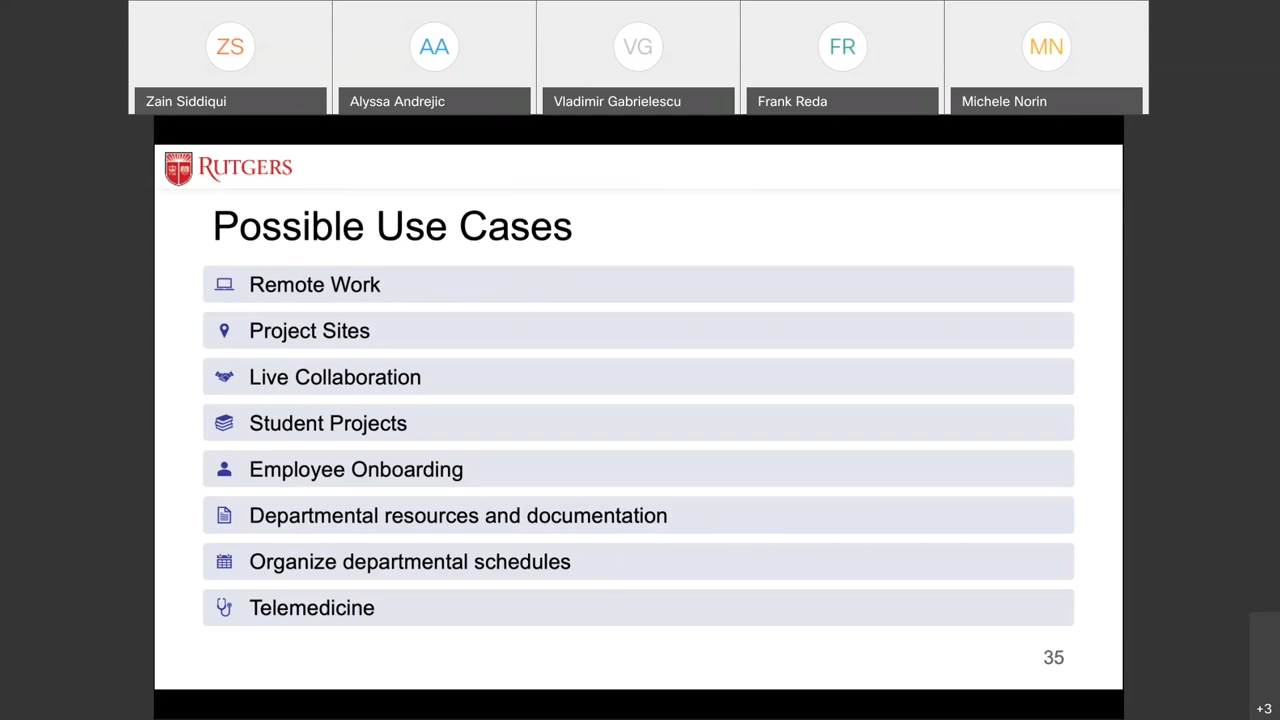 ZS
AA
VG
FR
MN
Zain Siddiqui
Alyssa Andrejic
Vladimir Gabrielescu
Frank Reda
Michele Norin
RUTGERS
Possible Use Cases
Remote Work
Project Sites
Live Collaboration
Student Projects
Employee Onboarding
Departmental resources and documentation
Organize departmental schedules
Telemedicine
35
+3